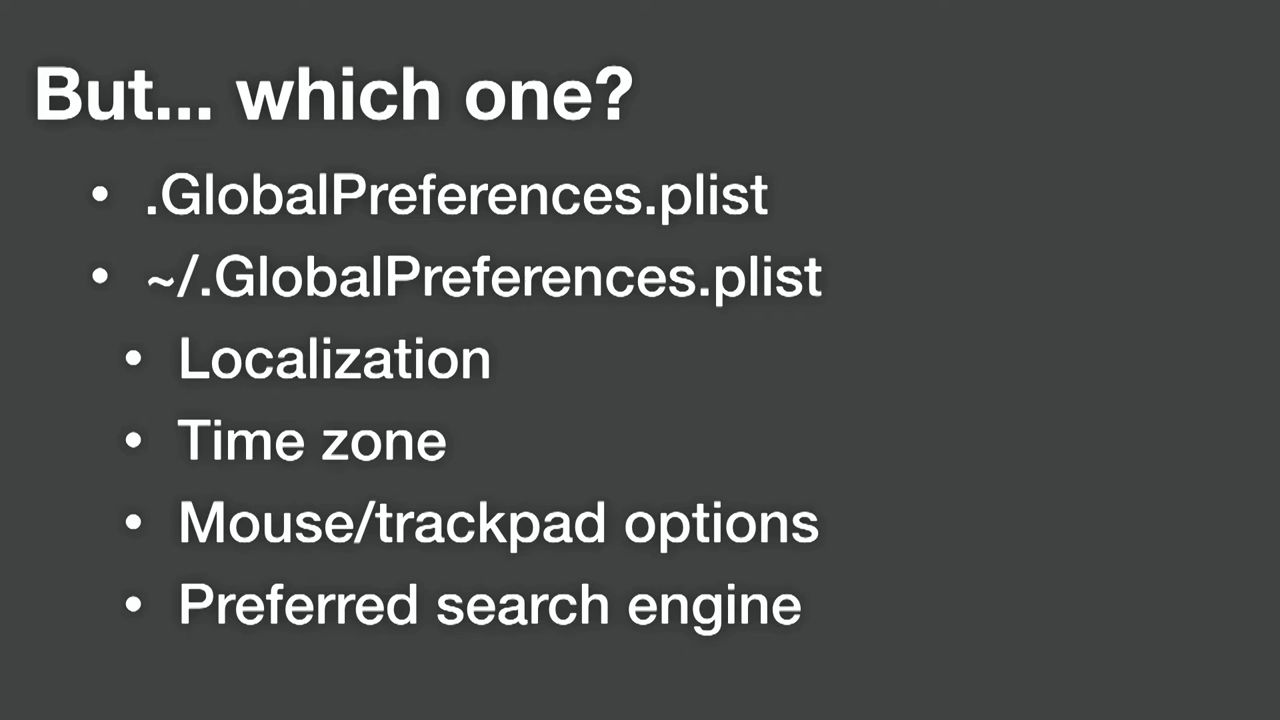 But... which one?
• .GlobalPreferences.plist
• ~/.GlobalPreferences.plist
• Localization
• Time zone
• Mouse/trackpad options
• Preferred search engine